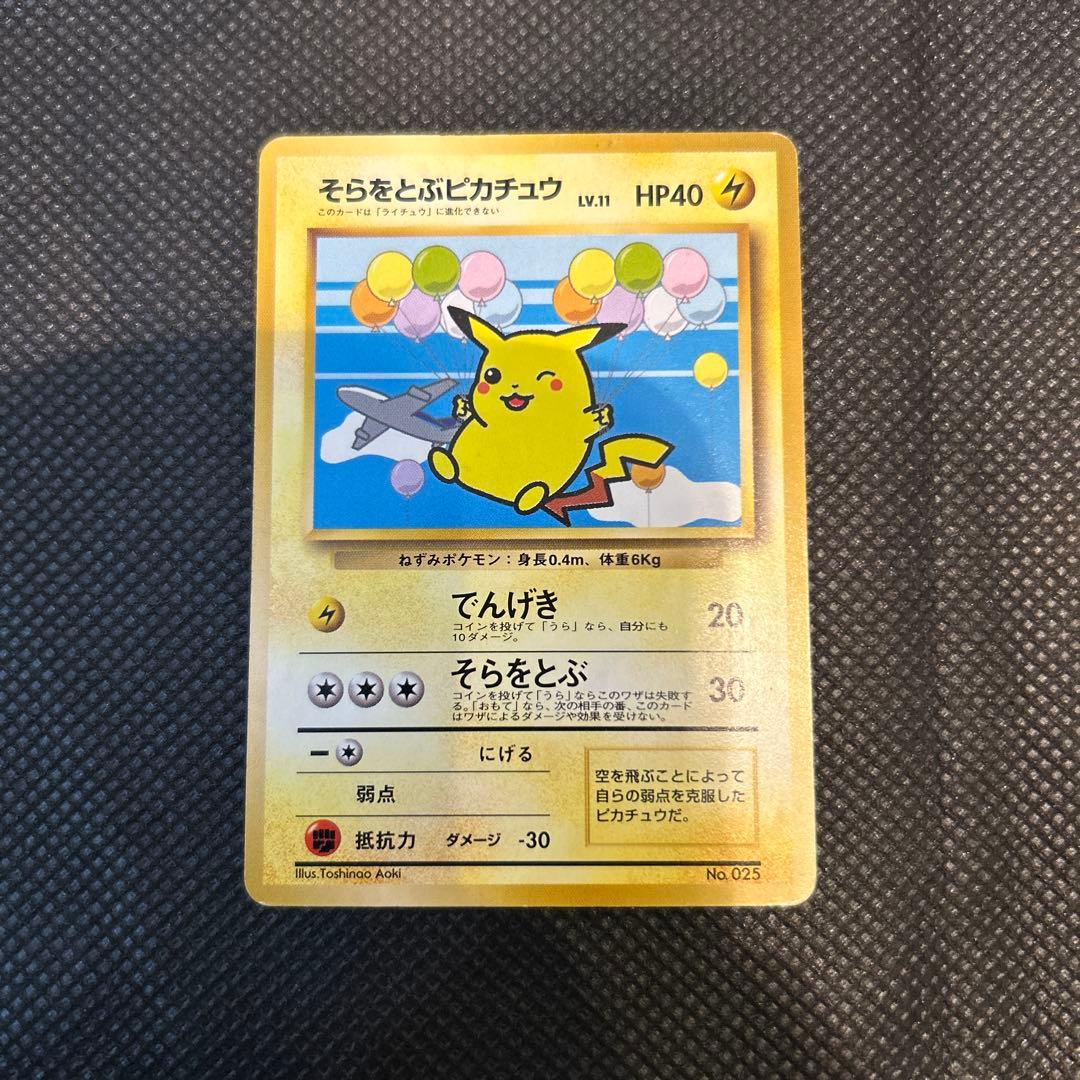 そらをとぶピカチュウ LV.11 HP40
このカードは「ライチュウ」に進化できない
ねずみポケモン：身長0.4m、体重6Kg
でんげき 20
コインを投げて「うら」なら、自分にも
10ダメージ。
そらをとぶ 30
コインを投げて「うら」ならこのワザは失敗す
る。「おもて」なら、次の相手の番、このカード
はワザによるダメージや効果を受けない。
ー にげる
弱点
抵抗力 ダメージ -30
空を飛ぶことによって
自らの弱点を克服した
ピカチュウだ。
Illus.Toshinao Aoki No. 025